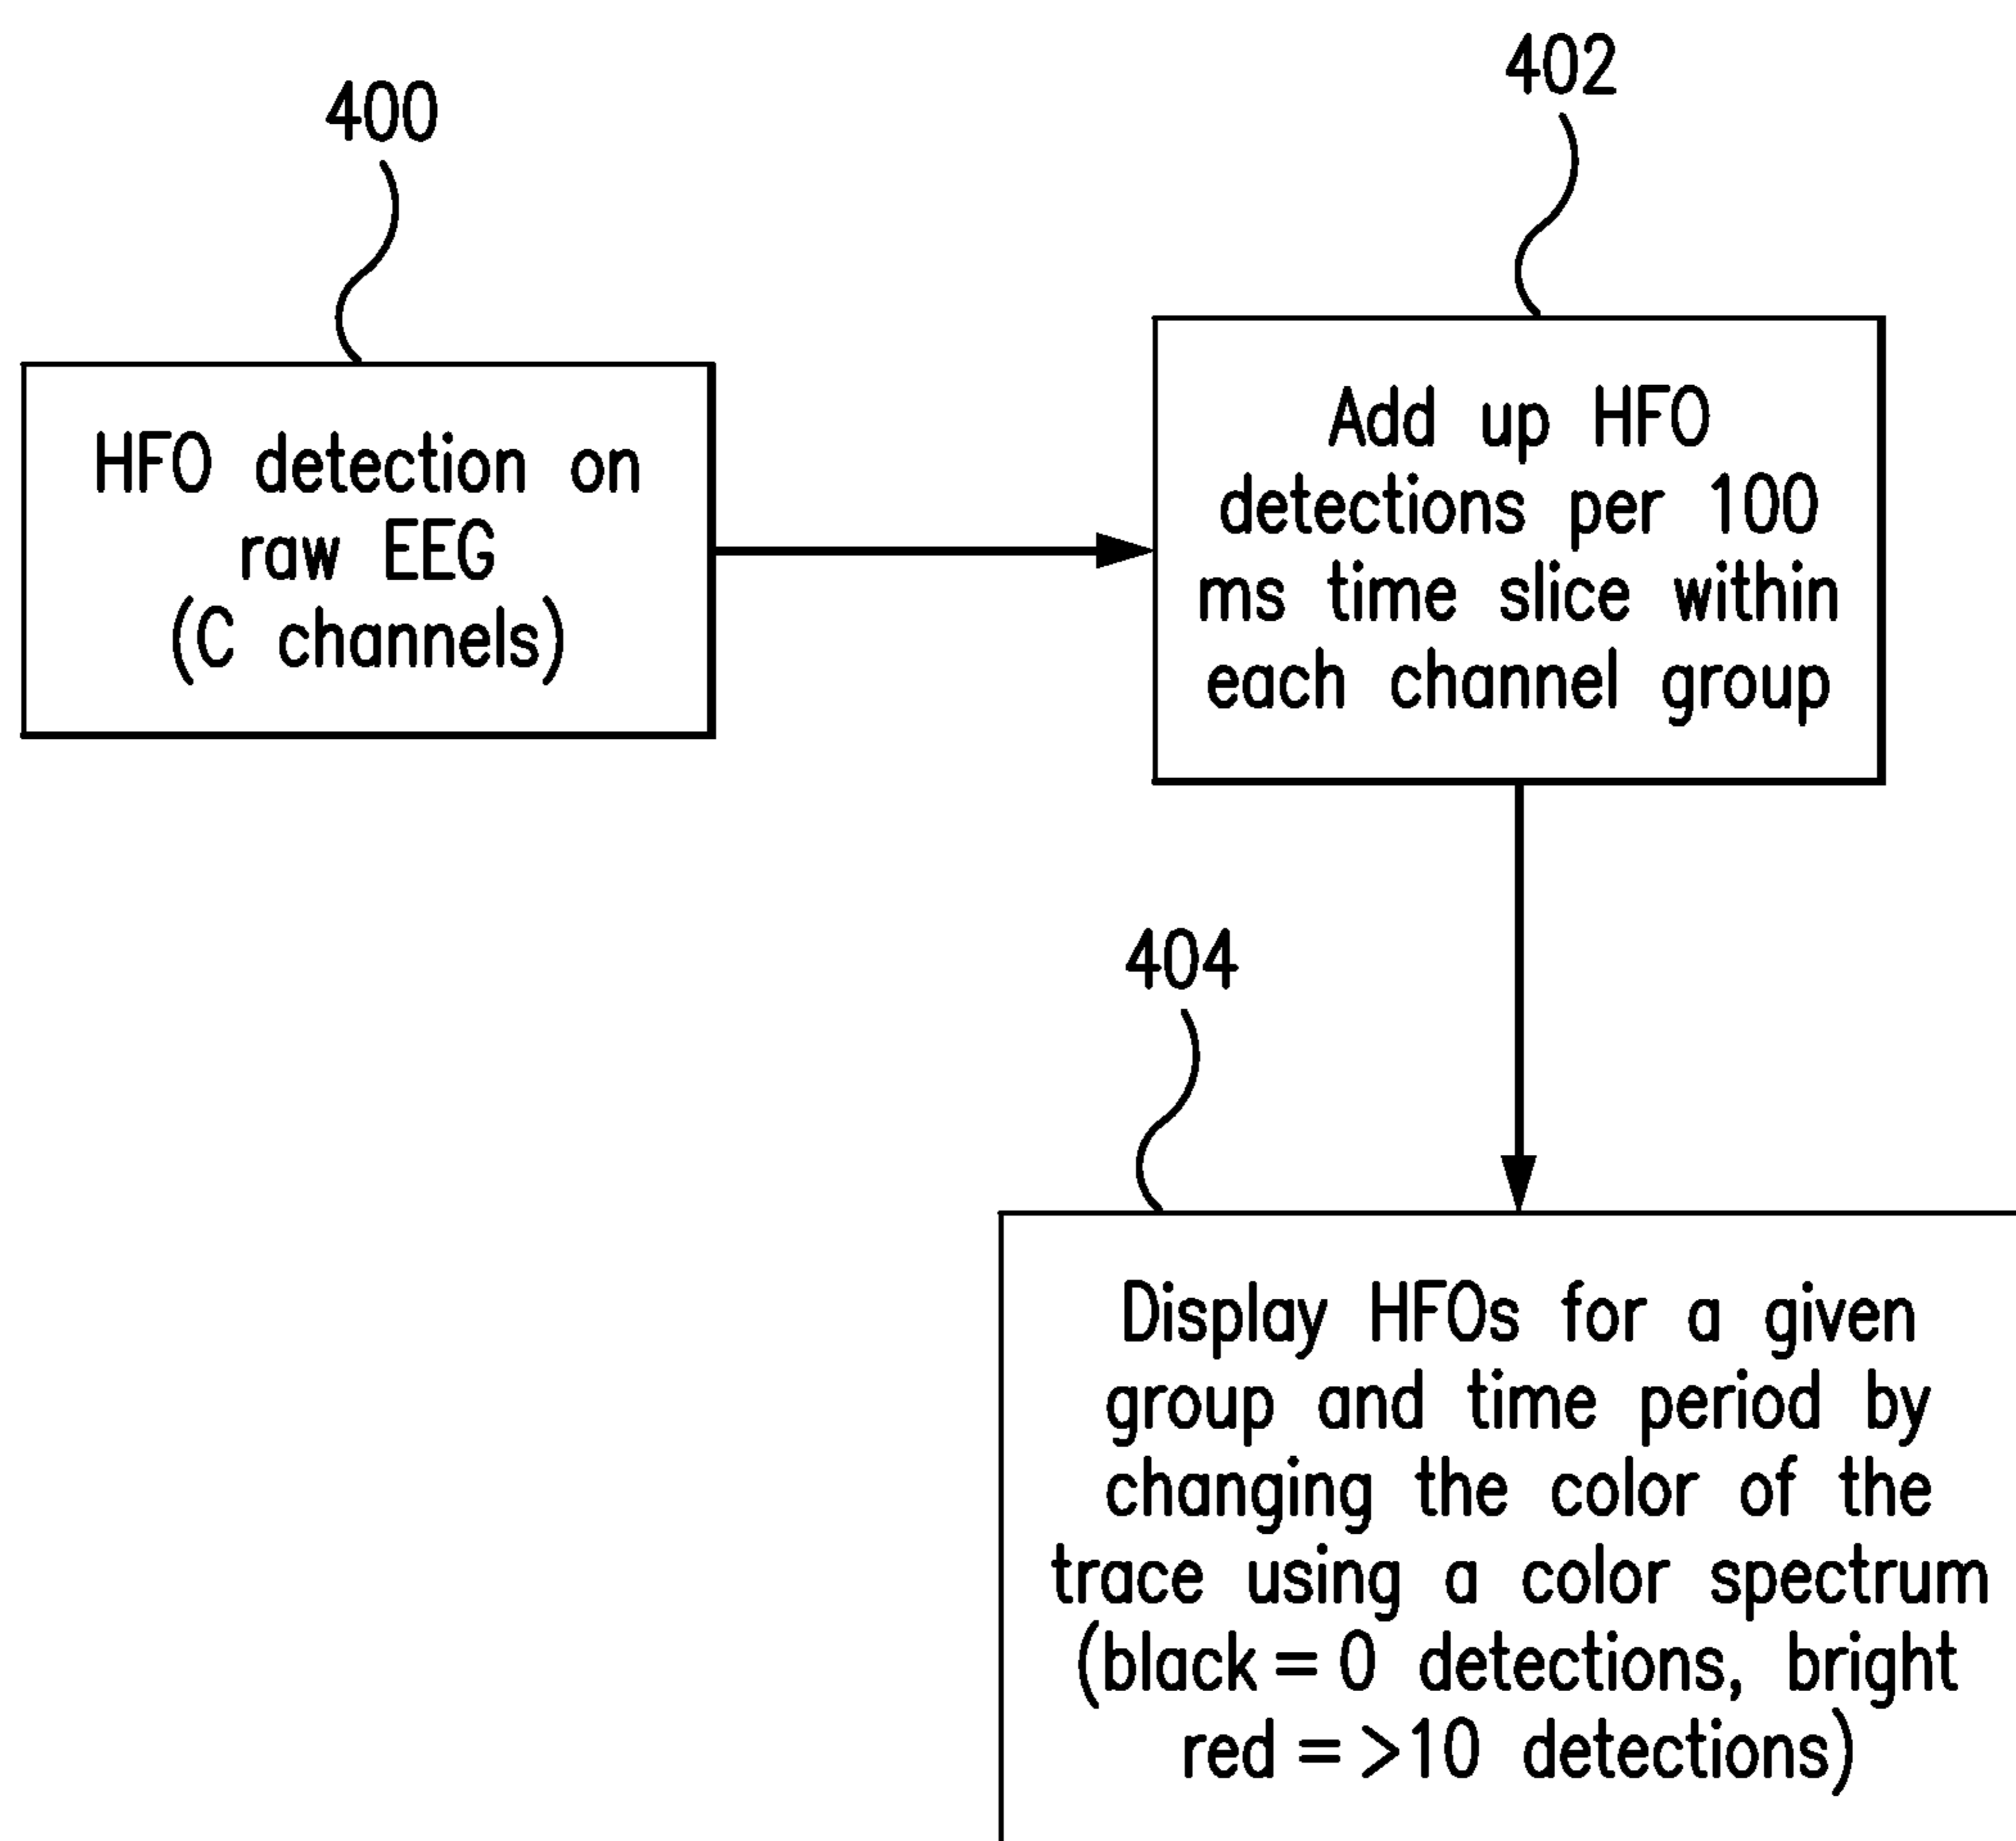 400
HFO detection on
raw EEG
(C channels)
402
Add up HFO
detections per 100
ms time slice within
each channel group
404
Display HFOs for a given
group and time period by
changing the color of the
trace using a color spectrum
(black = 0 detections, bright
red = >10 detections)